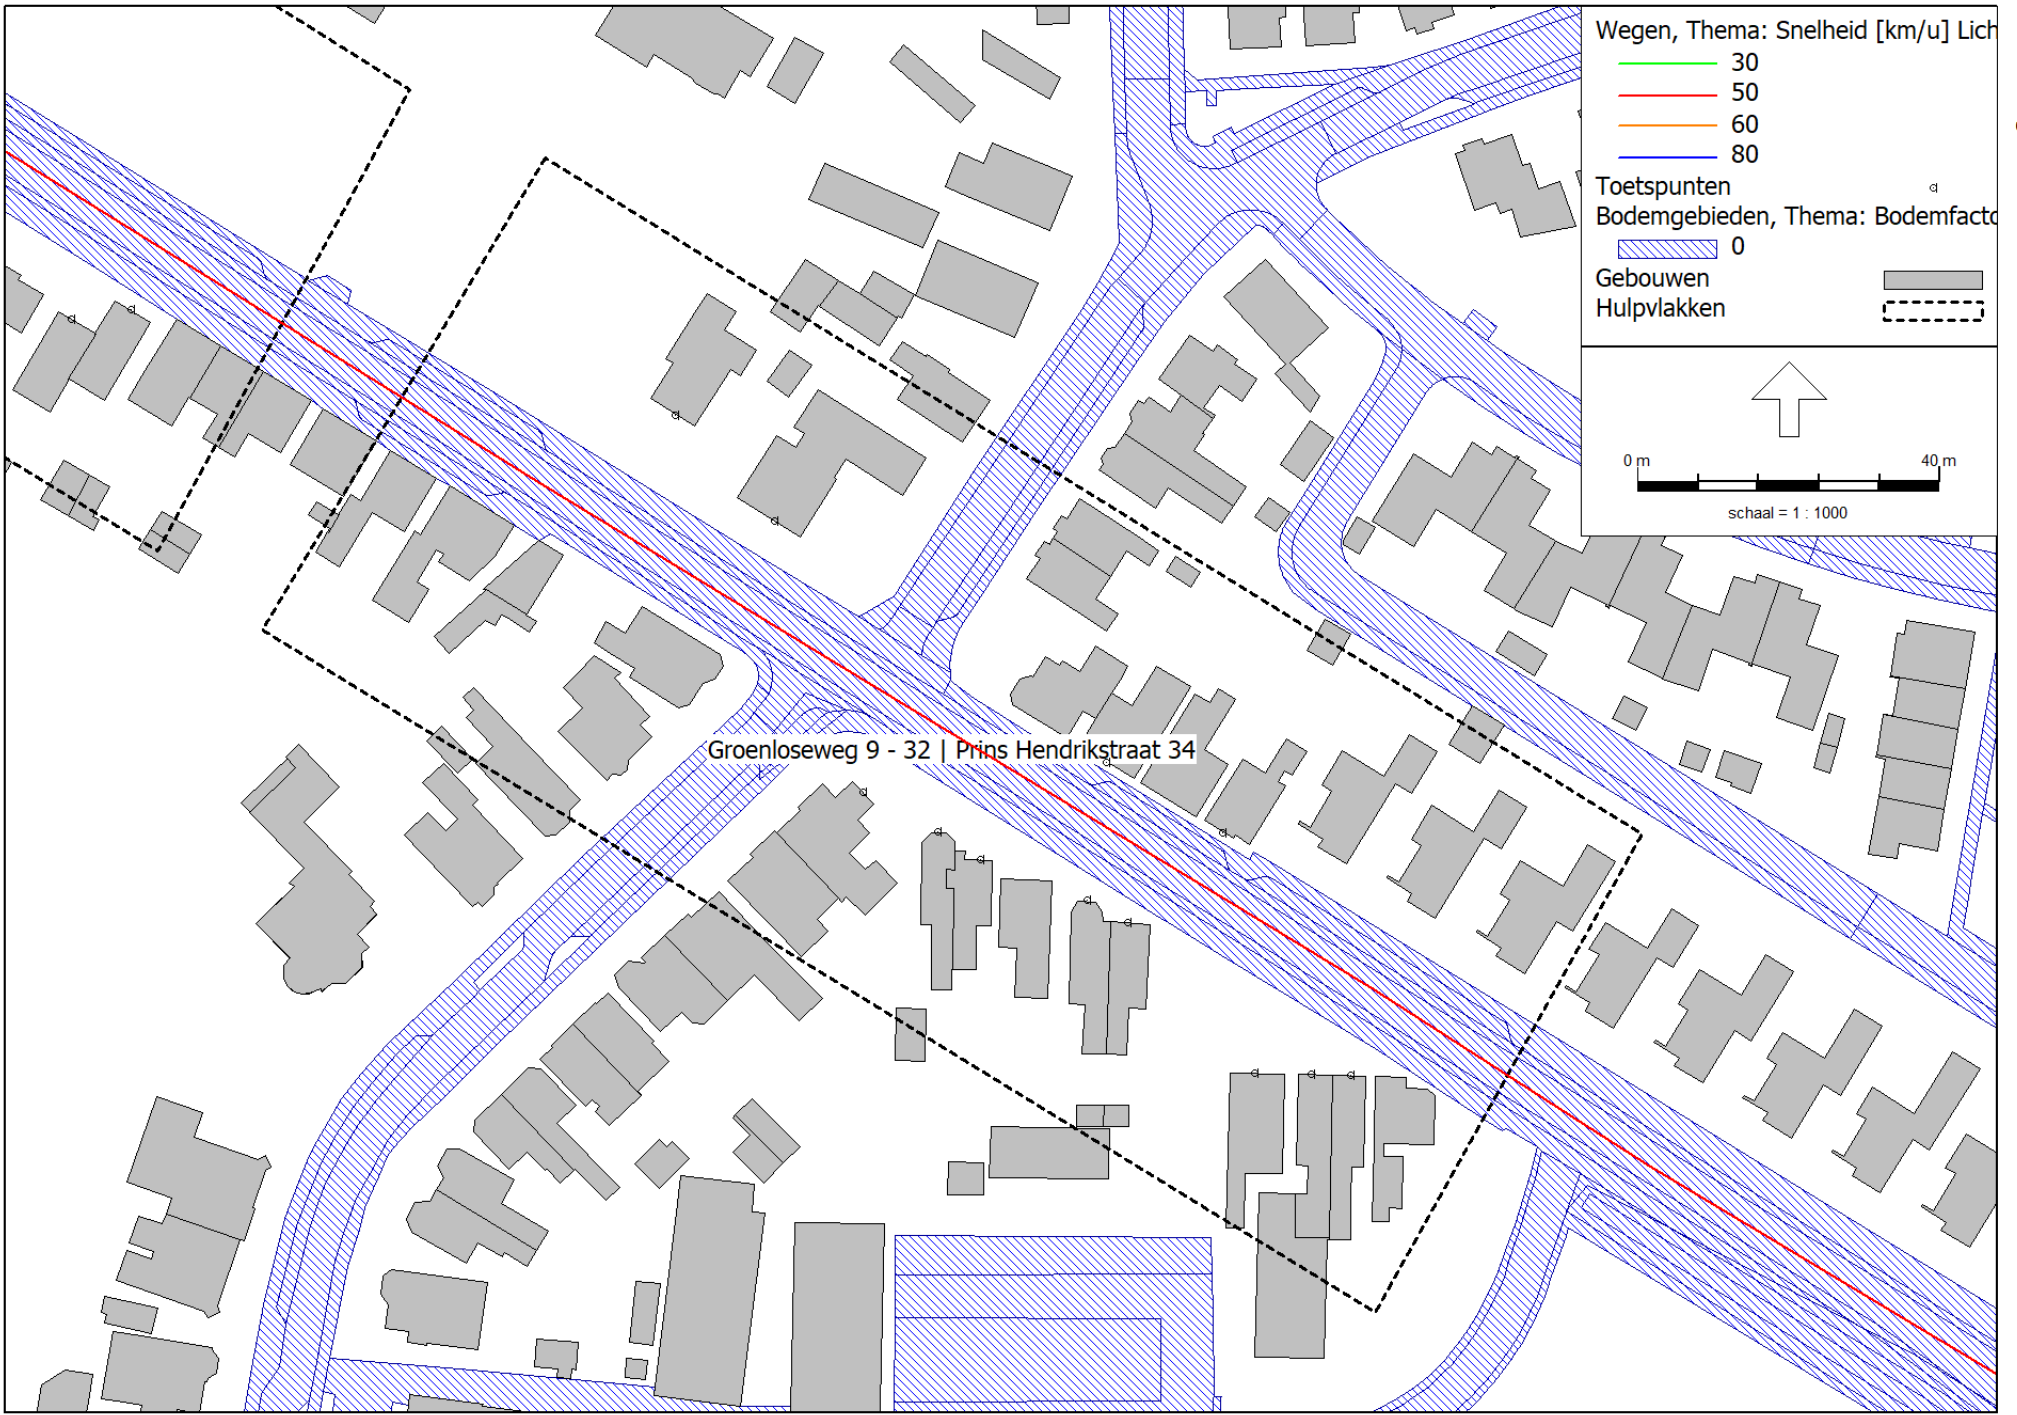 Wegen, Thema: Snelheid [km/u] Lich
30
50
60
80
Toetspunten
Bodemgebieden, Thema: Bodemfacto
0
Gebouwen
Hulpvlakken
0 m 40 m
schaal = 1 : 1000
Groenloseweg 9 - 32 | Prins Hendrikstraat 34